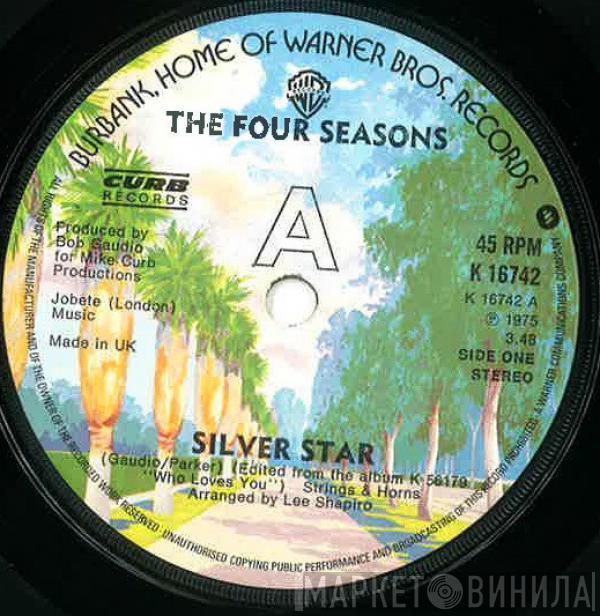 BURBANK, HOME OF WARNER BROS. RECORDS
THE FOUR SEASONS
CURB
RECORDS
A
Produced by
Bob Gaudio
for Mike Curb
Productions
Jobete (London)
Music
Made in UK
45 RPM
K 16742
K 16742 A
℗ 1975
3.48
SIDE ONE
STEREO
SILVER STAR
(Gaudio/Parker) (Edited from the album K 56179
"Who Loves You") Strings & Horns
Arranged by Lee Shapiro
ALL RIGHTS OF THE MANUFACTURER AND OF THE OWNER OF THE RECORDED WORK RESERVED · UNAUTHORISED COPYING PUBLIC PERFORMANCE AND BROADCASTING OF THIS RECORD PROHIBITED. A WARNER COMMUNICATIONS COMPANY
МАРКЕТ ВИНИЛА